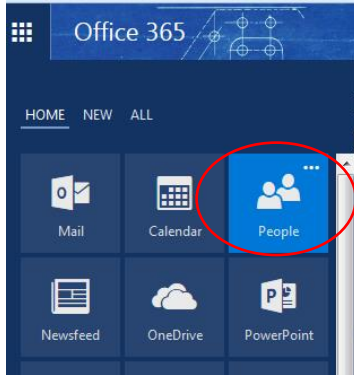 Office 365
HOME NEW ALL
Mail Calendar People
Newsfeed OneDrive PowerPoint